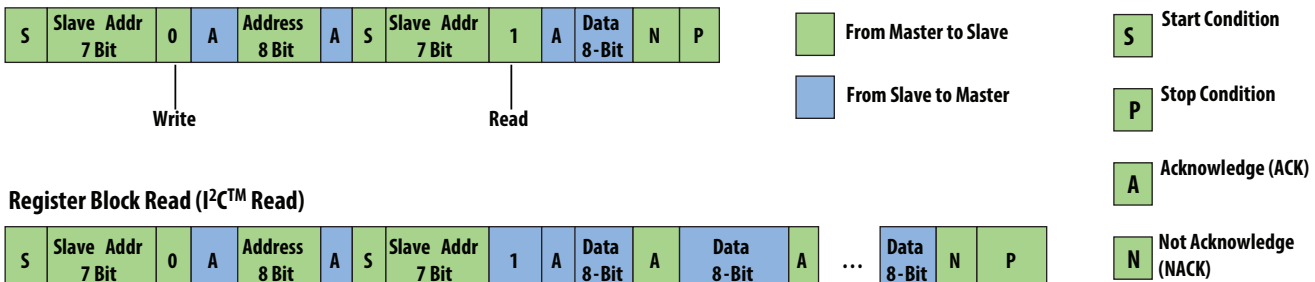 S Slave Addr 7 Bit 0 A Address 8 Bit A S Slave Addr 7 Bit 1 A Data 8-Bit N P
Write Read
From Master to Slave
From Slave to Master
S Start Condition
P Stop Condition
A Acknowledge (ACK)
N Not Acknowledge (NACK)
Register Block Read (I²C™ Read)
S Slave Addr 7 Bit 0 A Address 8 Bit A S Slave Addr 7 Bit 1 A Data 8-Bit A Data 8-Bit A … Data 8-Bit N P